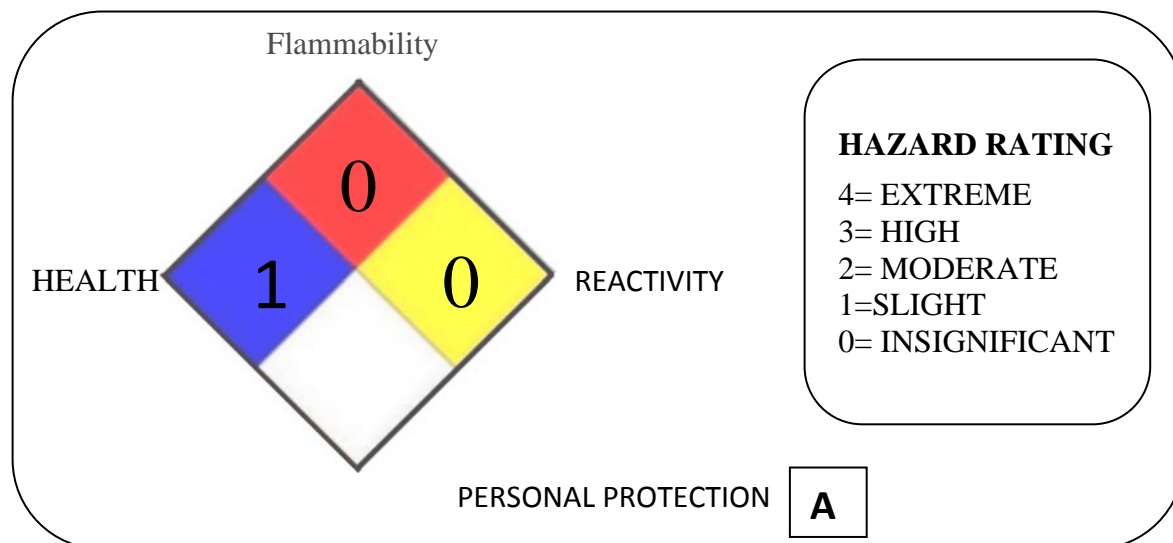 Flammability
0
HEALTH 1 0 REACTIVITY
PERSONAL PROTECTION A
HAZARD RATING
4= EXTREME
3= HIGH
2= MODERATE
1=SLIGHT
0= INSIGNIFICANT